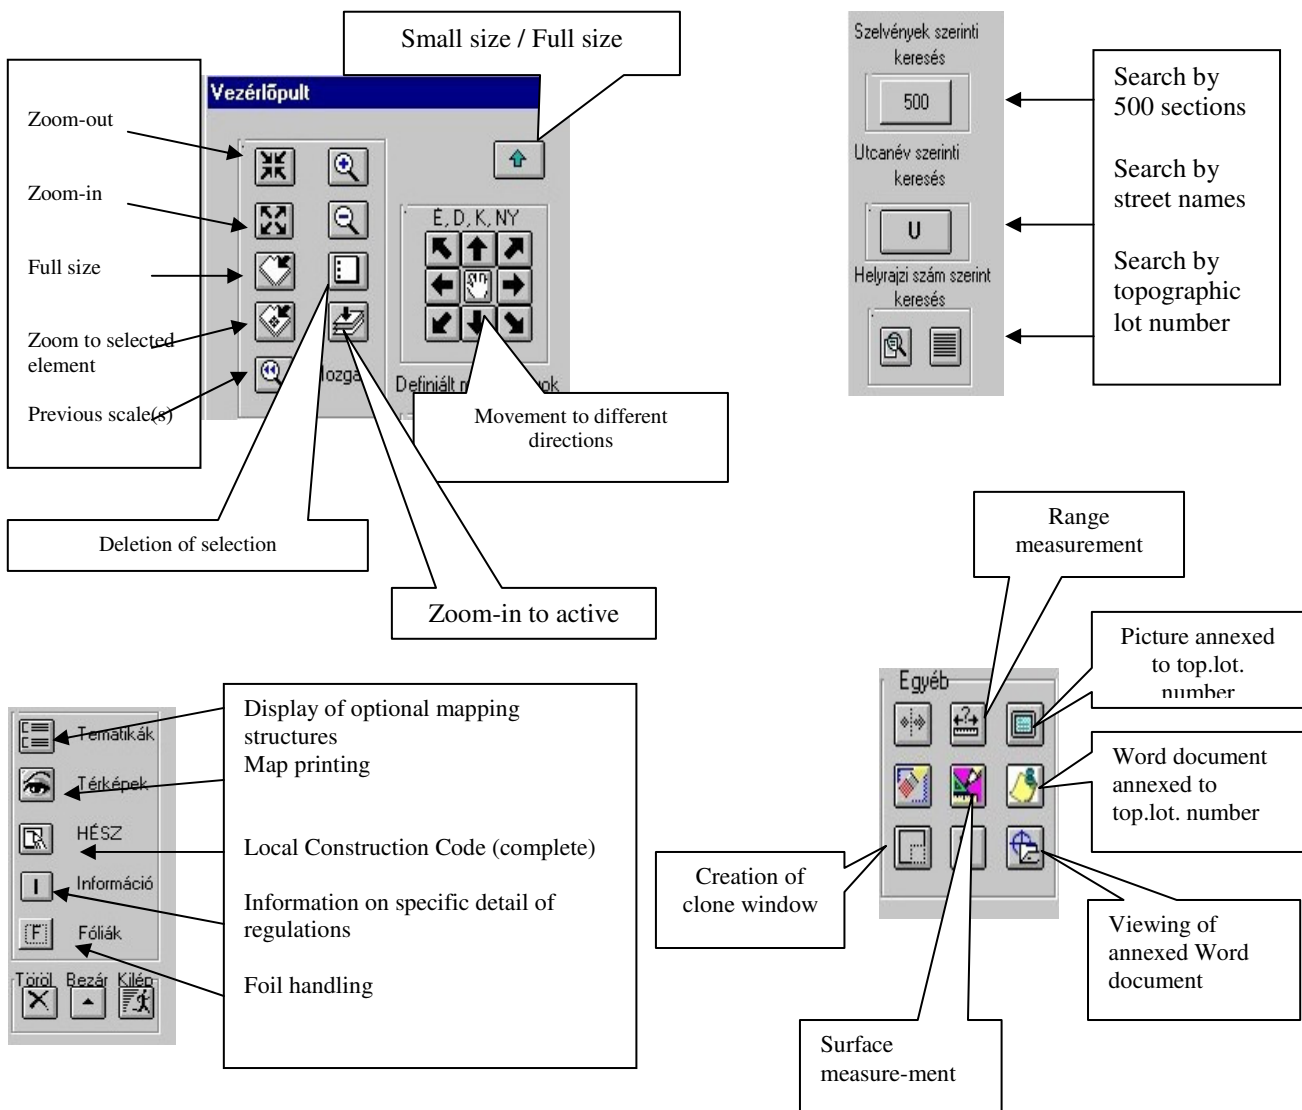 Small size / Full size
Zoom-out
Zoom-in
Full size
Zoom to selected
element
Previous scale(s)
Vezérlõpult
É, D, K, NY
Definiált
Movement to different
directions
Deletion of selection
Zoom-in to active
Szelvények szerinti
keresés
500
Utcanév szerinti
keresés
U
Helyrajzi szám szerint
keresés
Search by
500 sections
Search by
street names
Search by
topographic
lot number
Tematikák
Térképek
HÉSZ
I Információ
F Fóliák
Töröl Bezár Kilép
Display of optional mapping
structures
Map printing
Local Construction Code (complete)
Information on specific detail of
regulations
Foil handling
Range
measurement
Picture annexed
to top.lot.
number
Egyéb
Word document
annexed to
top.lot. number
Creation of
clone window
Viewing of
annexed Word
document
Surface
measure-ment